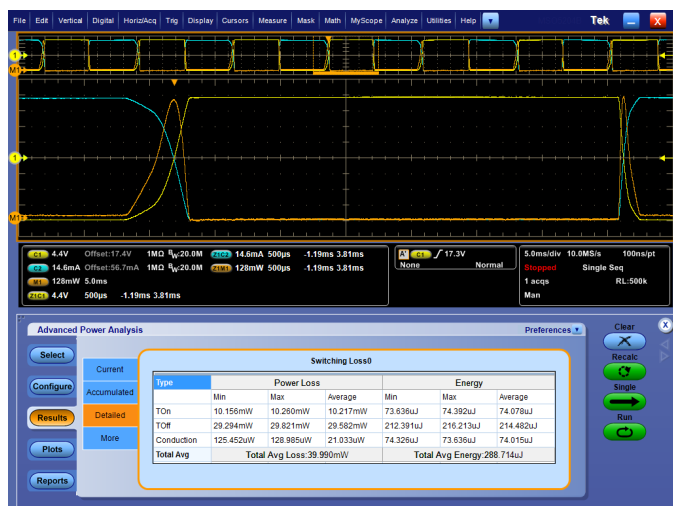 File Edit Vertical Digital Horiz/Acq Trig Display Cursors Measure Mask Math MyScope Analyze Utilities Help Tek X
1
M1
1
M1
C1 4.4V Offset:17.4V 1MΩ BW:20.0M Z1C2 14.6mA 500µs -1.19ms 3.81ms
C2 14.6mA Offset:56.7mA 1MΩ BW:20.0M Z1M1 128mW 500µs -1.19ms 3.81ms
M1 128mW 5.0ms
Z1C1 4.4V 500µs -1.19ms 3.81ms
A' C1 17.3V
None Normal
5.0ms/div 10.0MS/s 100ns/pt
Stopped Single Seq
1 acqs RL:500k
Man
Advanced Power Analysis Preferences
Clear X
Select
Configure
Results
Plots
Reports
Current
Accumulated
Detailed
More
Switching Loss0
Type Power Loss Energy
Min Max Average Min Max Average
TOn 10.156mW 10.260mW 10.217mW 73.636uJ 74.392uJ 74.078uJ
TOff 29.294mW 29.821mW 29.582mW 212.391uJ 216.213uJ 214.482uJ
Conduction 125.452uW 128.985uW 21.033uW 74.326uJ 73.636uJ 74.015uJ
Total Avg Total Avg Loss:39.990mW Total Avg Energy:288.714uJ
Recalc
Single
Run